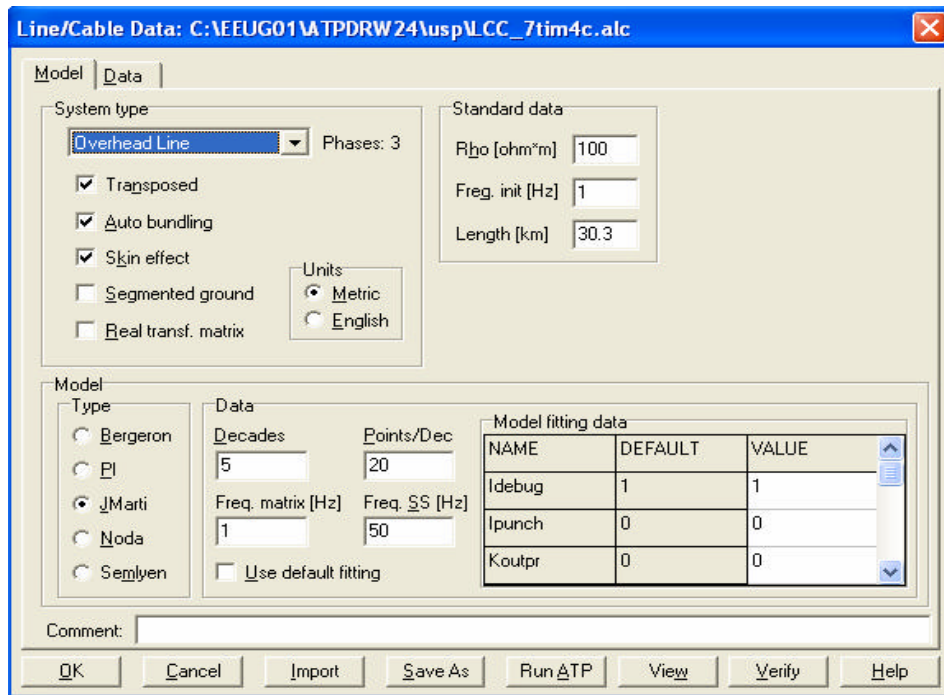 Line/Cable Data: C:\EEUG01\ATPDRW24\usp\LCC_7tim4c.alc
Model Data
System type
Overhead Line Phases: 3
Transposed
Auto bundling
Skin effect
Segmented ground
Real transf. matrix
Units
Metric
English
Standard data
Rho [ohm*m] 100
Freq. init [Hz] 1
Length [km] 30.3
Model
Type
Bergeron
PI
JMarti
Noda
Semlyen
Data
Decades Points/Dec
5 20
Freq. matrix [Hz] Freq. SS [Hz]
1 50
Use default fitting
Model fitting data
NAME DEFAULT VALUE
Idebug 1 1
Ipunch 0 0
Koutpr 0 0
Comment:
OK Cancel Import Save As Run ATP View Verify Help